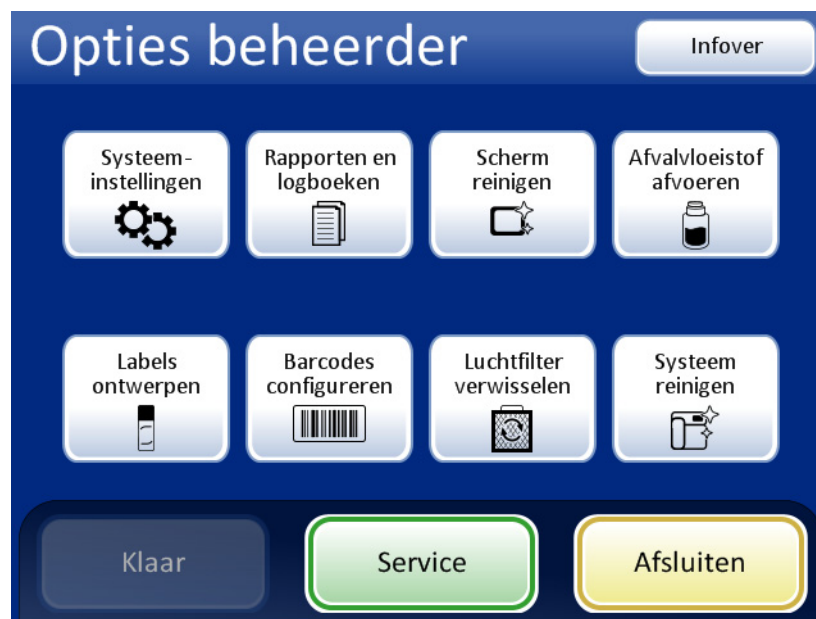 Opties beheerder
Infover
Systeem-
instellingen
Rapporten en
logboeken
Scherm
reinigen
Afvalvloeistof
afvoeren
Labels
ontwerpen
Barcodes
configureren
Luchtfilter
verwisselen
Systeem
reinigen
Klaar
Service
Afsluiten